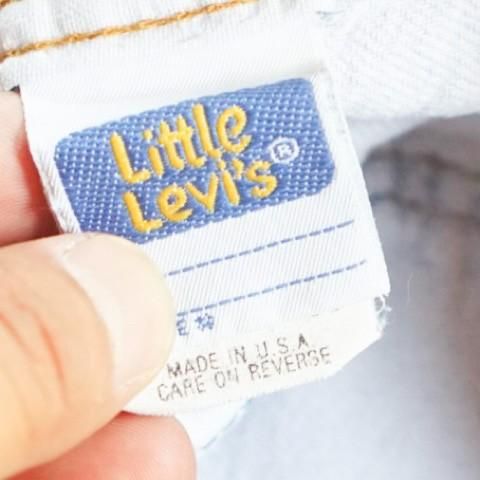 Little
Levi's®
MADE IN U.S.A.
CARE ON REVERSE